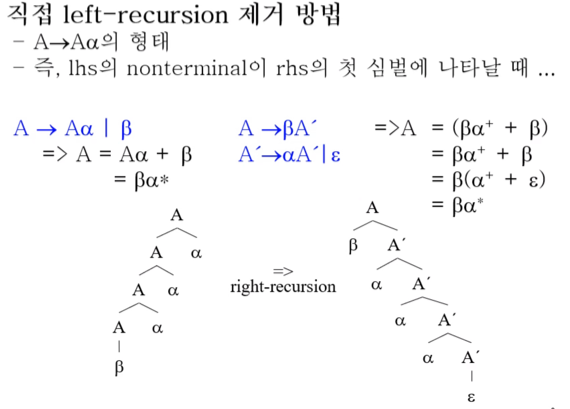 직접 left-recursion 제거 방법
– A→Aα의 형태
– 즉, lhs의 nonterminal이 rhs의 첫 심벌에 나타날 때 ...
A → Aα | β A →βA´ =>A = (βα⁺ + β)
=> A = Aα + β A´→αA´|ε = βα⁺ + β
= βα* = β(α⁺ + ε)
= βα*
A A
A α β A´
=>
right-recursion
A α α A´
A α α A´
β α A´
ε